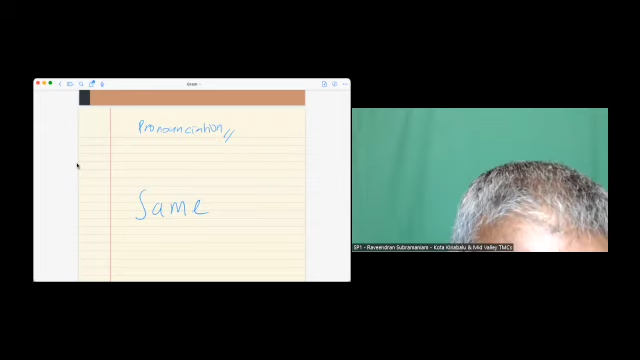 Pronounciation
Same
SP1 - Raveendran Subramaniam - Kota Kinabalu & Mid Valley TMCs